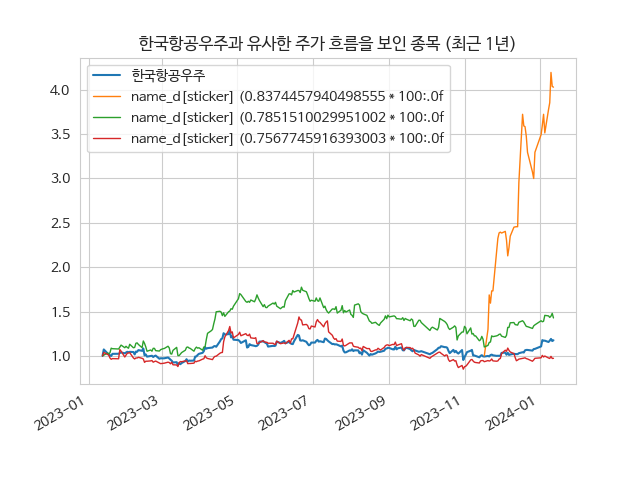 한국항공우주과 유사한 주가 흐름을 보인 종목 (최근 1년)
한국항공우주
name_d[sticker] (0.8374457940498555 * 100:.0f
name_d[sticker] (0.7851510029951002 * 100:.0f
name_d[sticker] (0.7567745916393003 * 100:.0f
4.0
3.5
3.0
2.5
2.0
1.5
1.0
2023-01
2023-03
2023-05
2023-07
2023-09
2023-11
2024-01